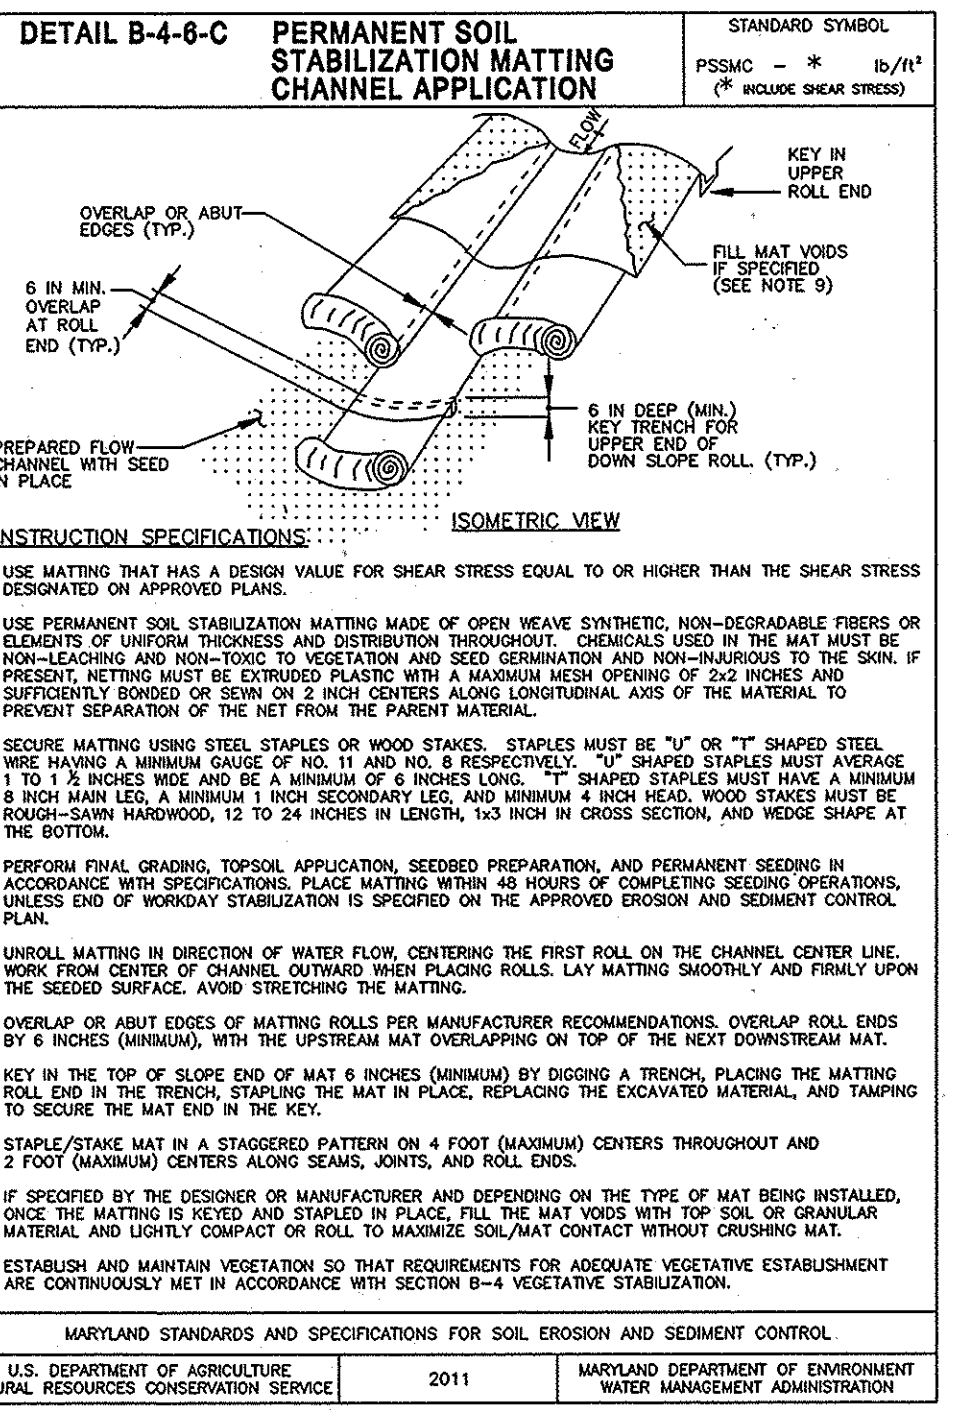 DETAIL B-4-6-C
PERMANENT SOIL
STABILIZATION MATTING
CHANNEL APPLICATION
STANDARD SYMBOL
PSSMC - * lb/ft²
(* INCLUDE SHEAR STRESS)
FLOW
KEY IN
UPPER
ROLL END
OVERLAP OR ABUT
EDGES (TYP.)
FILL MAT VOIDS
IF SPECIFIED
(SEE NOTE 9)
6 IN MIN.
OVERLAP
AT ROLL
END (TYP.)
6 IN DEEP (MIN.)
KEY TRENCH FOR
UPPER END OF
DOWN SLOPE ROLL. (TYP.)
PREPARED FLOW
CHANNEL WITH SEED
N PLACE
ISOMETRIC VIEW
NSTRUCTION SPECIFICATIONS:
USE MATTING THAT HAS A DESIGN VALUE FOR SHEAR STRESS EQUAL TO OR HIGHER THAN THE SHEAR STRESS
DESIGNATED ON APPROVED PLANS.
USE PERMANENT SOIL STABILIZATION MATTING MADE OF OPEN WEAVE SYNTHETIC, NON-DEGRADABLE FIBERS OR
ELEMENTS OF UNIFORM THICKNESS AND DISTRIBUTION THROUGHOUT. CHEMICALS USED IN THE MAT MUST BE
NON-LEACHING AND NON-TOXIC TO VEGETATION AND SEED GERMINATION AND NON-INJURIOUS TO THE SKIN. IF
PRESENT, NETTING MUST BE EXTRUDED PLASTIC WITH A MAXIMUM MESH OPENING OF 2x2 INCHES AND
SUFFICIENTLY BONDED OR SEWN ON 2 INCH CENTERS ALONG LONGITUDINAL AXIS OF THE MATERIAL TO
PREVENT SEPARATION OF THE NET FROM THE PARENT MATERIAL.
SECURE MATTING USING STEEL STAPLES OR WOOD STAKES. STAPLES MUST BE "U" OR "T" SHAPED STEEL
WIRE HAVING A MINIMUM GAUGE OF NO. 11 AND NO. 8 RESPECTIVELY. "U" SHAPED STAPLES MUST AVERAGE
1 TO 1 ½ INCHES WIDE AND BE A MINIMUM OF 6 INCHES LONG. "T" SHAPED STAPLES MUST HAVE A MINIMUM
8 INCH MAIN LEG, A MINIMUM 1 INCH SECONDARY LEG, AND MINIMUM 4 INCH HEAD. WOOD STAKES MUST BE
ROUGH-SAWN HARDWOOD, 12 TO 24 INCHES IN LENGTH, 1x3 INCH IN CROSS SECTION, AND WEDGE SHAPE AT
THE BOTTOM.
PERFORM FINAL GRADING, TOPSOIL APPLICATION, SEEDBED PREPARATION, AND PERMANENT SEEDING IN
ACCORDANCE WITH SPECIFICATIONS. PLACE MATTING WITHIN 48 HOURS OF COMPLETING SEEDING OPERATIONS,
UNLESS END OF WORKDAY STABILIZATION IS SPECIFIED ON THE APPROVED EROSION AND SEDIMENT CONTROL
PLAN.
UNROLL MATTING IN DIRECTION OF WATER FLOW, CENTERING THE FIRST ROLL ON THE CHANNEL CENTER LINE.
WORK FROM CENTER OF CHANNEL OUTWARD WHEN PLACING ROLLS. LAY MATTING SMOOTHLY AND FIRMLY UPON
THE SEEDED SURFACE. AVOID STRETCHING THE MATTING.
OVERLAP OR ABUT EDGES OF MATTING ROLLS PER MANUFACTURER RECOMMENDATIONS. OVERLAP ROLL ENDS
BY 6 INCHES (MINIMUM), WITH THE UPSTREAM MAT OVERLAPPING ON TOP OF THE NEXT DOWNSTREAM MAT.
KEY IN THE TOP OF SLOPE END OF MAT 6 INCHES (MINIMUM) BY DIGGING A TRENCH, PLACING THE MATTING
ROLL END IN THE TRENCH, STAPLING THE MAT IN PLACE, REPLACING THE EXCAVATED MATERIAL, AND TAMPING
TO SECURE THE MAT END IN THE KEY.
STAPLE/STAKE MAT IN A STAGGERED PATTERN ON 4 FOOT (MAXIMUM) CENTERS THROUGHOUT AND
2 FOOT (MAXIMUM) CENTERS ALONG SEAMS, JOINTS, AND ROLL ENDS.
IF SPECIFIED BY THE DESIGNER OR MANUFACTURER AND DEPENDING ON THE TYPE OF MAT BEING INSTALLED,
ONCE THE MATTING IS KEYED AND STAPLED IN PLACE, FILL THE MAT VOIDS WITH TOP SOIL OR GRANULAR
MATERIAL AND LIGHTLY COMPACT OR ROLL TO MAXIMIZE SOIL/MAT CONTACT WITHOUT CRUSHING MAT.
ESTABLISH AND MAINTAIN VEGETATION SO THAT REQUIREMENTS FOR ADEQUATE VEGETATIVE ESTABLISHMENT
ARE CONTINUOUSLY MET IN ACCORDANCE WITH SECTION B-4 VEGETATIVE STABILIZATION.
MARYLAND STANDARDS AND SPECIFICATIONS FOR SOIL EROSION AND SEDIMENT CONTROL
U.S. DEPARTMENT OF AGRICULTURE
URAL RESOURCES CONSERVATION SERVICE
2011
MARYLAND DEPARTMENT OF ENVIRONMENT
WATER MANAGEMENT ADMINISTRATION